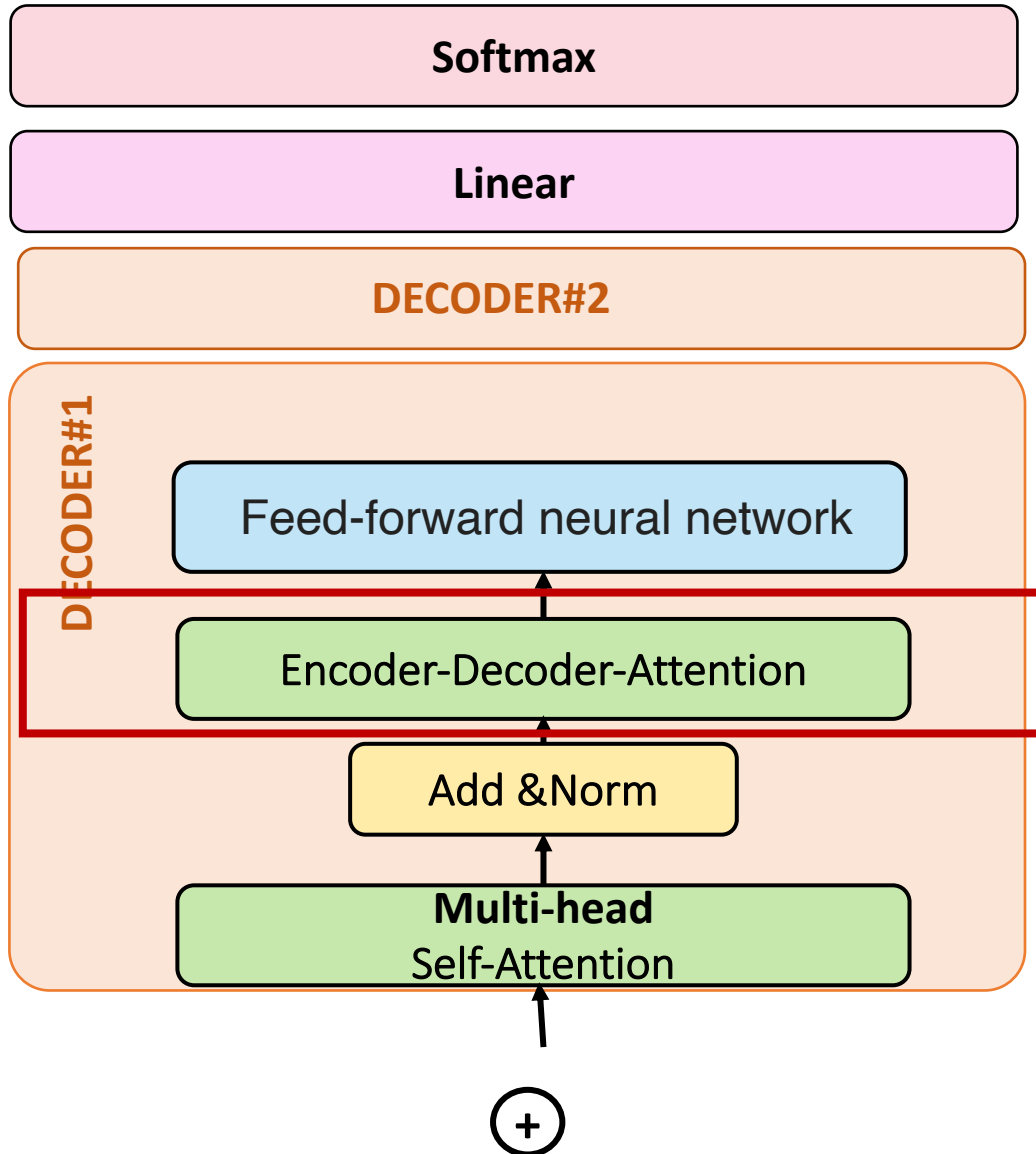 Softmax
Linear
DECODER#2
DECODER#1
Feed-forward neural network
Encoder-Decoder-Attention
Add &Norm
Multi-head
Self-Attention
+